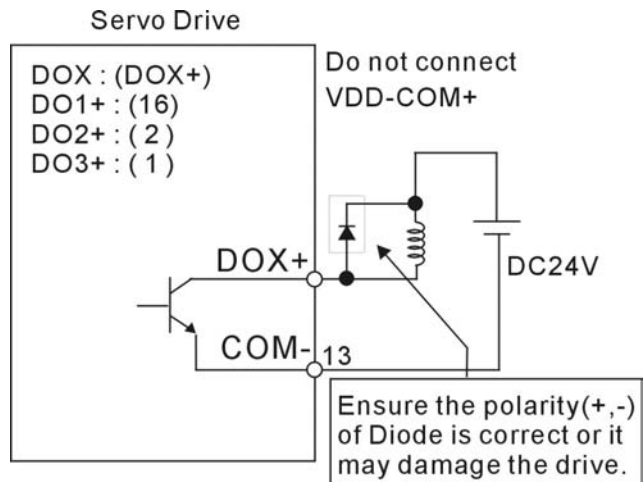 Servo Drive
DOX : (DOX+)
DO1+ : (16)
DO2+ : ( 2 )
DO3+ : ( 1 )
Do not connect
VDD-COM+
DOX+
DC24V
COM- 13
Ensure the polarity(+,-)
of Diode is correct or it
may damage the drive.